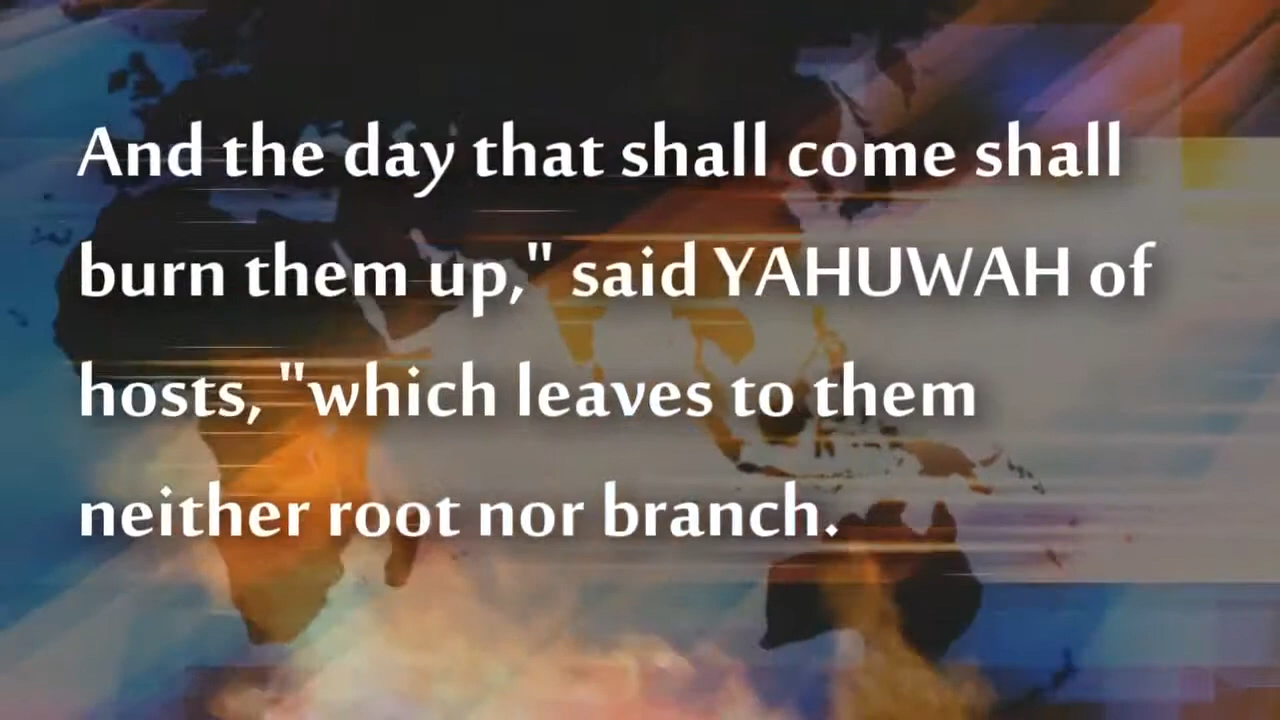 And the day that shall come shall
burn them up," said YAHUWAH of
hosts, "which leaves to them
neither root nor branch.